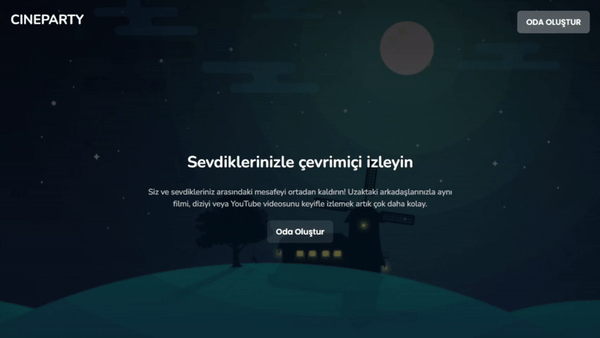 CINEPARTY
ODA OLUŞTUR
Sevdiklerinizle çevrimiçi izleyin
Siz ve sevdikleriniz arasındaki mesafeyi ortadan kaldırın! Uzaktaki arkadaşlarınızla aynı
filmi, diziyi veya YouTube videosunu keyifle izlemek artık çok daha kolay.
Oda Oluştur